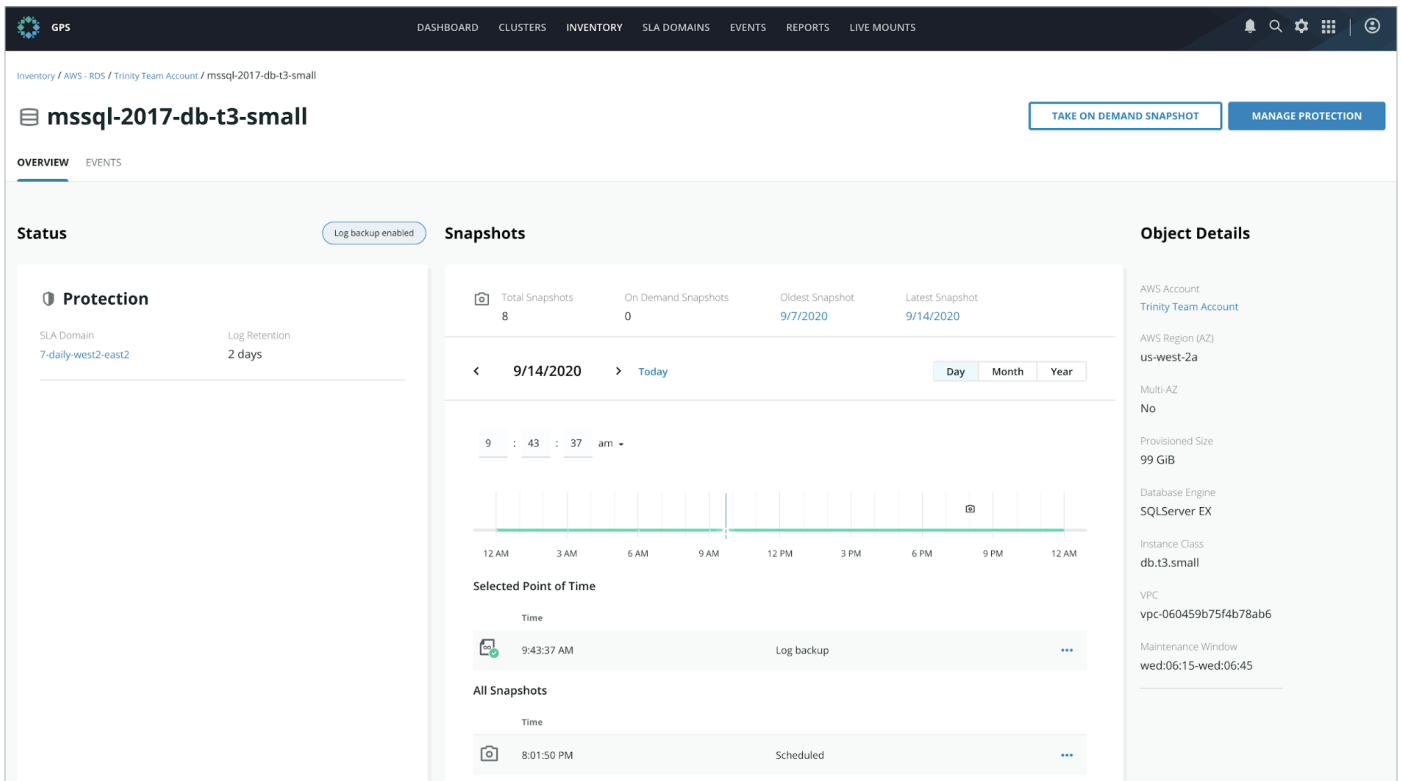 GPS
DASHBOARD CLUSTERS INVENTORY SLA DOMAINS EVENTS REPORTS LIVE MOUNTS
Inventory / AWS - RDS / Trinity Team Account / mssql-2017-db-t3-small
mssql-2017-db-t3-small
TAKE ON DEMAND SNAPSHOT
MANAGE PROTECTION
OVERVIEW EVENTS
Status
Log backup enabled
Protection
SLA Domain Log Retention
7-daily-west2-east2 2 days
Snapshots
Total Snapshots On Demand Snapshots Oldest Snapshot Latest Snapshot
8 0 9/7/2020 9/14/2020
9/14/2020 Today
Day Month Year
9 : 43 : 37 am
12 AM 3 AM 6 AM 9 AM 12 PM 3 PM 6 PM 9 PM 12 AM
Selected Point of Time
Time
9:43:37 AM Log backup
All Snapshots
Time
8:01:50 PM Scheduled
Object Details
AWS Account
Trinity Team Account
AWS Region (AZ)
us-west-2a
Multi-AZ
No
Provisioned Size
99 GiB
Database Engine
SQLServer EX
Instance Class
db.t3.small
VPC
vpc-060459b75f4b78ab6
Maintenance Window
wed:06:15-wed:06:45